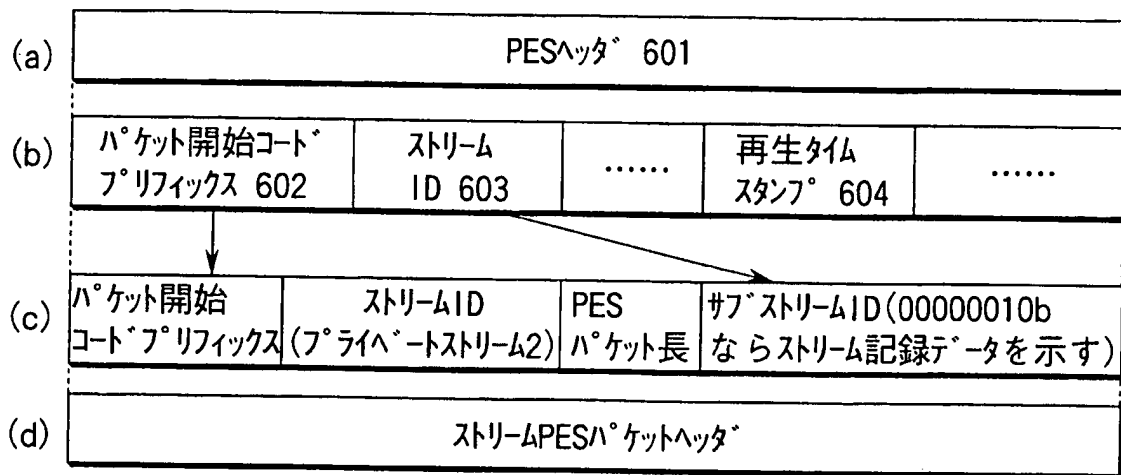 (a)
PESヘッダ 601
(b)
パケット開始コード
プリフィックス 602
ストリーム
ID 603
……
再生タイム
スタンプ 604
……
(c)
パケット開始
コードプリフィックス
ストリームID
(プライベートストリーム2)
PES
パケット長
サブストリームID(00000010b
ならストリーム記録データを示す)
(d)
ストリームPESパケットヘッダ